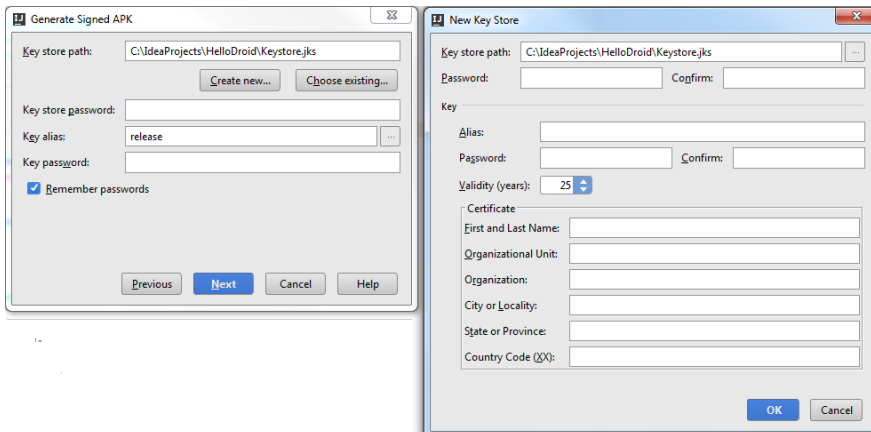 Generate Signed APK
Key store path: C:\IdeaProjects\HelloDroid\Keystore.jks
Create new... Choose existing...
Key store password:
Key alias: release ...
Key password:
Remember passwords
Previous Next Cancel Help
New Key Store
Key store path: C:\IdeaProjects\HelloDroid\Keystore.jks ...
Password: Confirm:
Key
Alias:
Password: Confirm:
Validity (years): 25
Certificate
First and Last Name:
Organizational Unit:
Organization:
City or Locality:
State or Province:
Country Code (XX):
OK Cancel